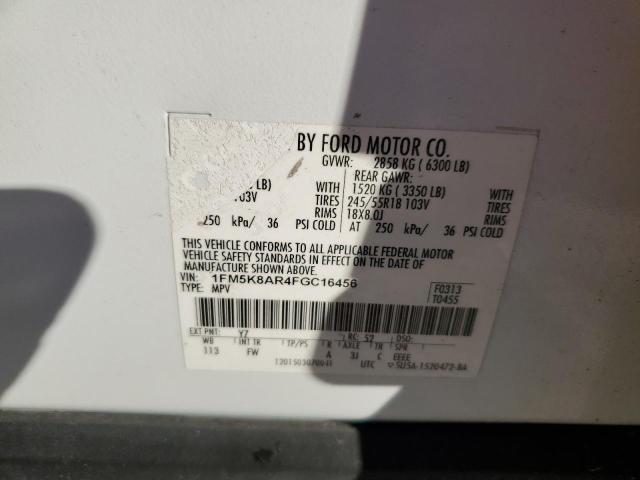 BY FORD MOTOR CO.
GVWR: 2858 KG ( 6300 LB)
REAR GAWR:
LB) WITH 1520 KG ( 3350 LB) WITH
103V TIRES 245/55R18 103V TIRES
RIMS 18X8.0J RIMS
250 kPa/ 36 PSI COLD AT 250 kPa/ 36 PSI COLD
THIS VEHICLE CONFORMS TO ALL APPLICABLE FEDERAL MOTOR
VEHICLE SAFETY STANDARDS IN EFFECT ON THE DATE OF
MANUFACTURE SHOWN ABOVE.
VIN: 1FM5K8AR4FGC16456
TYPE: MPV
F0313
T0455
EXT PNT: YZ RC: 52 DSO:
WB INT TR TP/PS R AXLE TR SPR
113 FW A 3J C EEEE
UTC